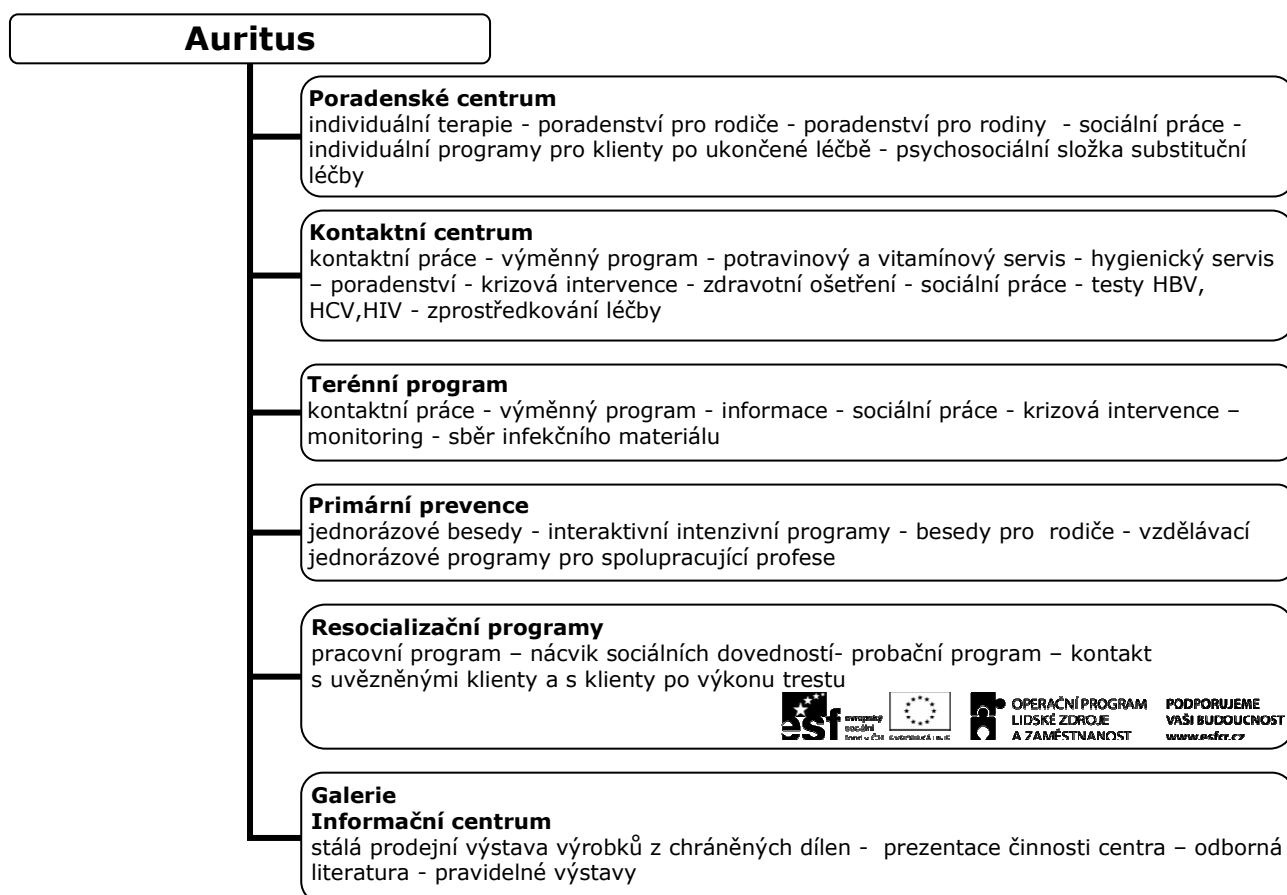 Auritus
Poradenské centrum
individuální terapie - poradenství pro rodiče - poradenství pro rodiny - sociální práce -
individuální programy pro klienty po ukončené léčbě - psychosociální složka substituční
léčby
Kontaktní centrum
kontaktní práce - výměnný program - potravinový a vitamínový servis - hygienický servis
– poradenství - krizová intervence - zdravotní ošetření - sociální práce - testy HBV,
HCV,HIV - zprostředkování léčby
Terénní program
kontaktní práce - výměnný program - informace - sociální práce - krizová intervence –
monitoring - sběr infekčního materiálu
Primární prevence
jednorázové besedy - interaktivní intenzivní programy - besedy pro rodiče - vzdělávací
jednorázové programy pro spolupracující profese
Resocializační programy
pracovní program – nácvik sociálních dovedností- probační program – kontakt
s uvězněnými klienty a s klienty po výkonu trestu
esf
evropský
sociální
fond v ČR EVROPSKÁ UNIE
OPERAČNÍ PROGRAM
LIDSKÉ ZDROJE
A ZAMĚSTNANOST
PODPORUJEME
VAŠI BUDOUCNOST
www.esfcr.cz
Galerie
Informační centrum
stálá prodejní výstava výrobků z chráněných dílen - prezentace činnosti centra – odborná
literatura - pravidelné výstavy